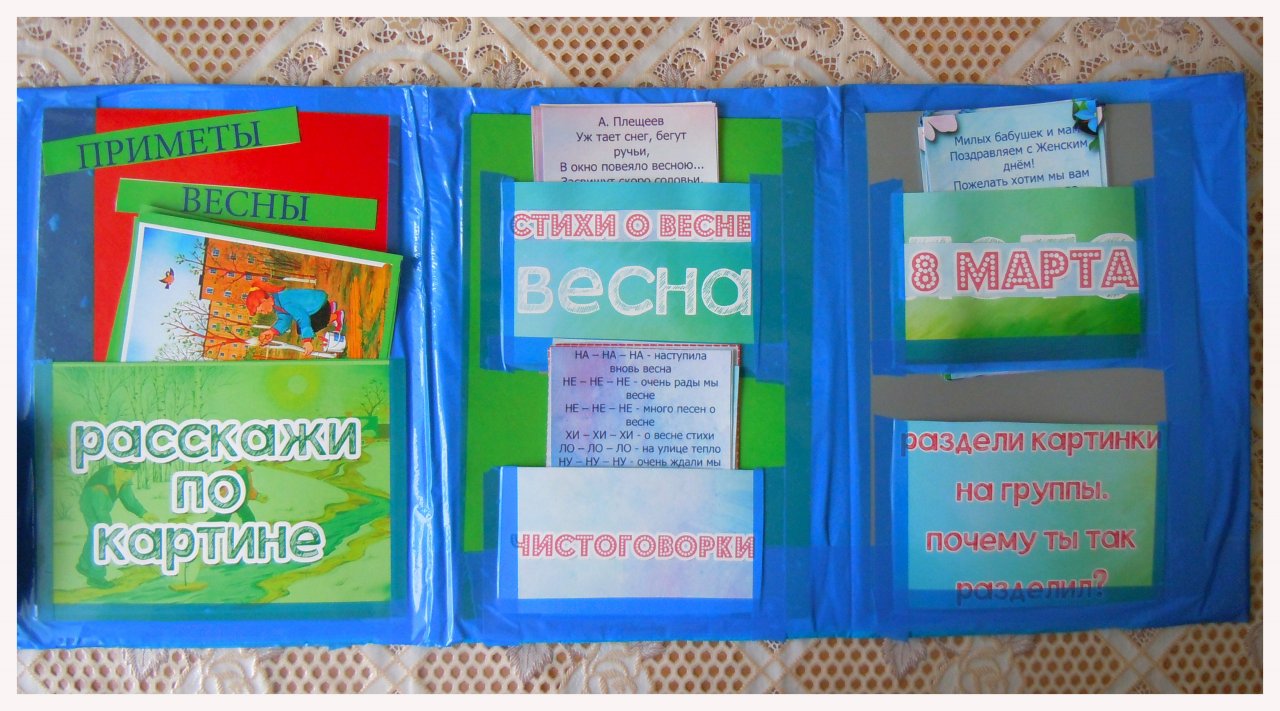 ПРИМЕТЫ
ВЕСНЫ
расскажи
по
картине
А. Плещеев
Уж тает снег, бегут
ручьи,
В окно повеяло весною...
Засвищут скоро соловьи,
СТИХИ О ВЕСНЕ
весна
НА – НА – НА - наступила
вновь весна
НЕ – НЕ – НЕ - очень рады мы
весне
НЕ – НЕ – НЕ - много песен о
весне
ХИ – ХИ – ХИ - о весне стихи
ЛО – ЛО – ЛО - на улице тепло
НУ – НУ – НУ - очень ждали мы
ЧИСТОГОВОРКИ
Милых бабушек и мам
Поздравляем с Женским
днём!
Пожелать хотим мы вам
8 МАРТА
раздели картинки
на группы.
почему ты так
разделил?